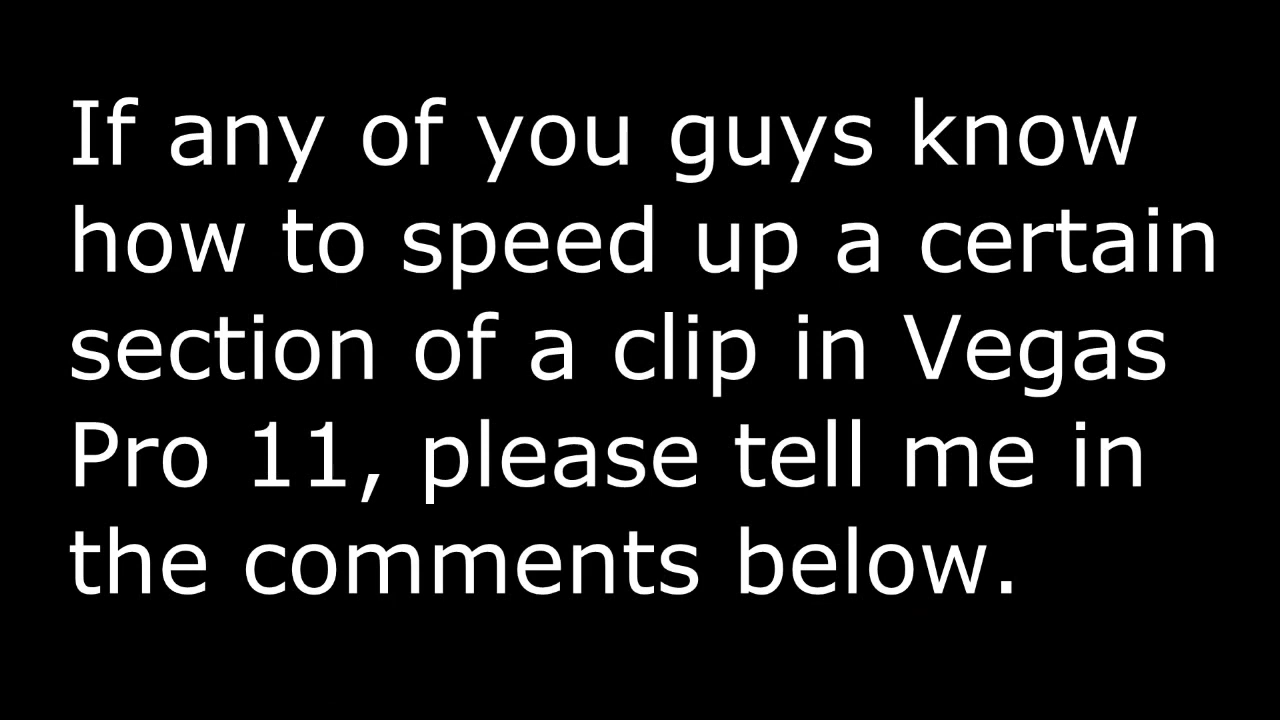 If any of you guys know
how to speed up a certain
section of a clip in Vegas
Pro 11, please tell me in
the comments below.